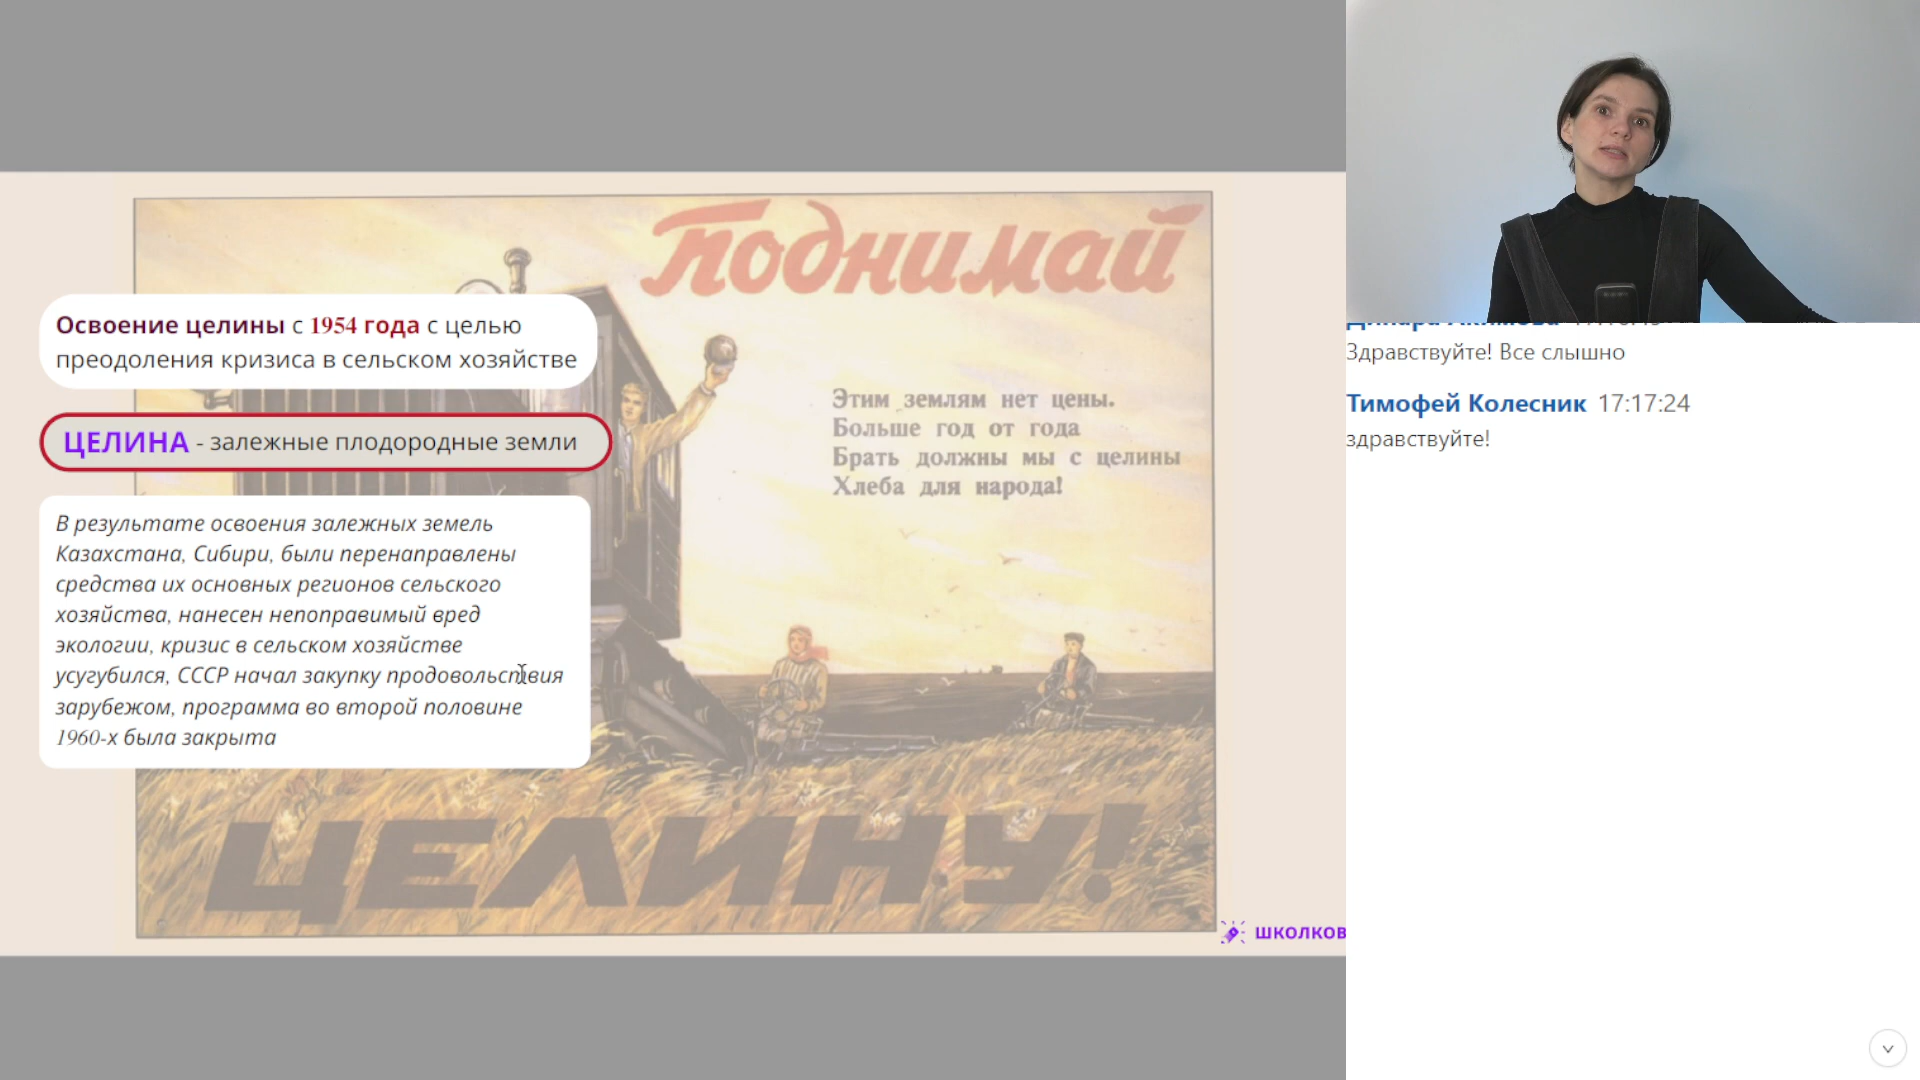 Поднимай
Освоение целины с 1954 года с целью
преодоления кризиса в сельском хозяйстве
Этим землям нет цены.
Больше год от года
Брать должны мы с целины
Хлеба для народа!
ЦЕЛИНА - залежные плодородные земли
В результате освоения залежных земель
Казахстана, Сибири, были перенаправлены
средства их основных регионов сельского
хозяйства, нанесен непоправимый вред
экологии, кризис в сельском хозяйстве
усугубился, СССР начал закупку продовольствия
зарубежом, программа во второй половине
1960-х была закрыта
ЦЕЛИНУ!
ШКОЛКОВ
Здравствуйте! Все слышно
Тимофей Колесник 17:17:24
здравствуйте!